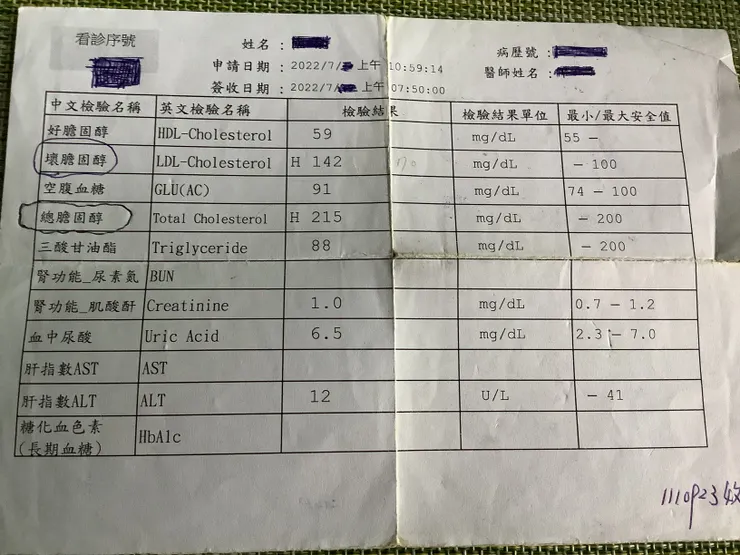 看診序號
姓名：
病歷號：
申請日期：2022/7/ 上午 10:59:14
醫師姓名：
簽收日期：2022/7/ 上午 07:50:00
中文檢驗名稱 英文檢驗名稱 檢驗結果 檢驗結果單位 最小/最大安全值
好膽固醇 HDL-Cholesterol 59 mg/dL 55 -
壞膽固醇 LDL-Cholesterol H 142 mg/dL - 100
空腹血糖 GLU(AC) 91 mg/dL 74 - 100
總膽固醇 Total Cholesterol H 215 mg/dL - 200
三酸甘油酯 Triglyceride 88 mg/dL - 200
腎功能_尿素氮 BUN
腎功能_肌酸酐 Creatinine 1.0 mg/dL 0.7 - 1.2
血中尿酸 Uric Acid 6.5 mg/dL 2.3 - 7.0
肝指數AST AST
肝指數ALT ALT 12 U/L - 41
糖化血色素 HbA1c
(長期血糖)